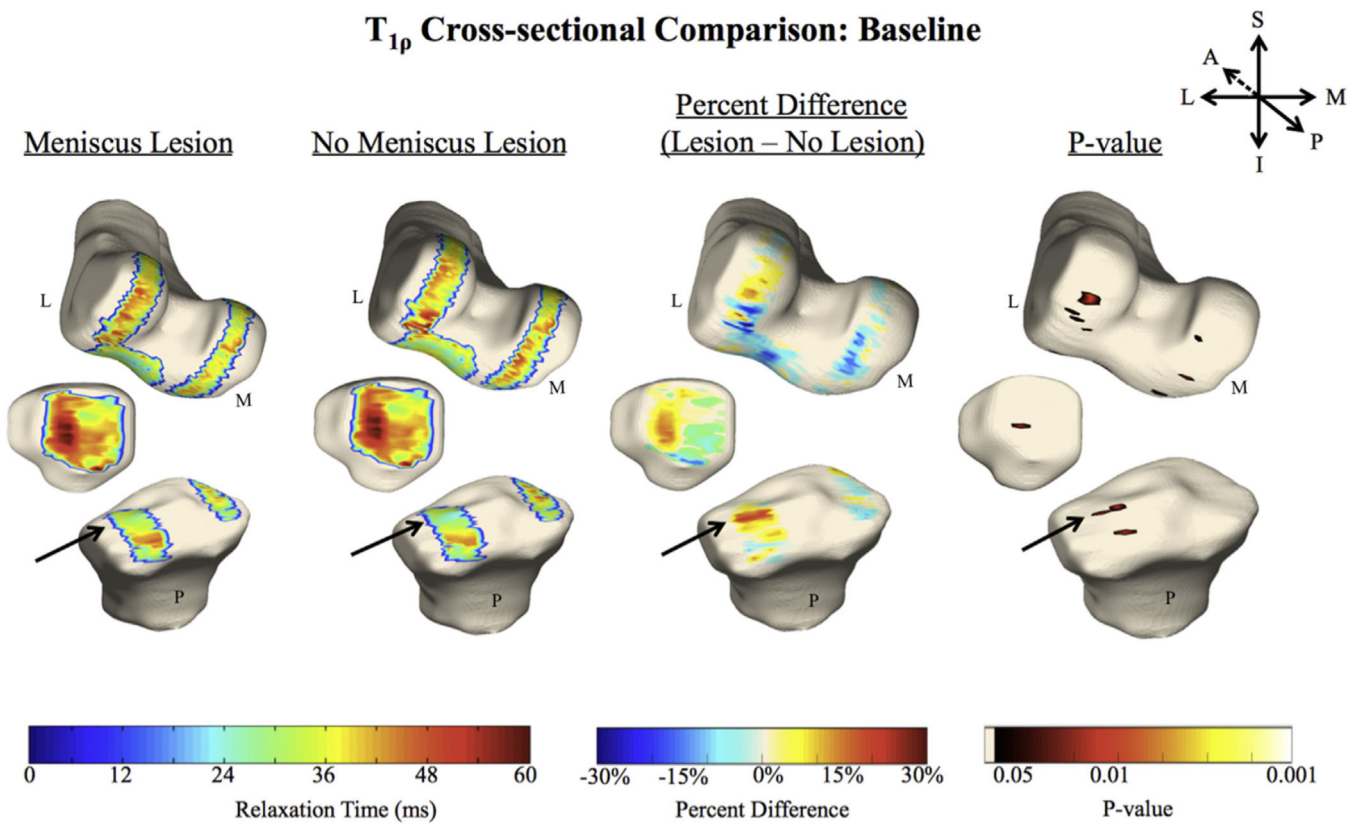 T1ρ Cross-sectional Comparison: Baseline
S
A
L M
P
I
Meniscus Lesion
No Meniscus Lesion
Percent Difference
(Lesion – No Lesion)
P-value
L
M
P
L
M
P
L
M
P
L
M
P
0 12 24 36 48 60
Relaxation Time (ms)
-30% -15% 0% 15% 30%
Percent Difference
0.05 0.01 0.001
P-value